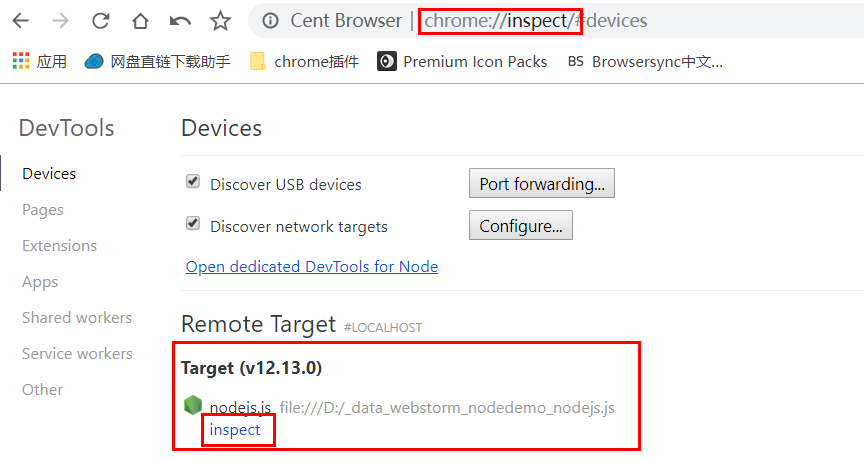 Cent Browser | chrome://inspect/#devices
应用 网盘直链下载助手 chrome插件 Premium Icon Packs BS Browsersync中文...
DevTools
Devices
Pages
Extensions
Apps
Shared workers
Service workers
Other
Devices
Discover USB devices Port forwarding...
Discover network targets Configure...
Open dedicated DevTools for Node
Remote Target #LOCALHOST
Target (v12.13.0)
nodejs.js file:///D:/_data_webstorm_nodedemo_nodejs.js
inspect